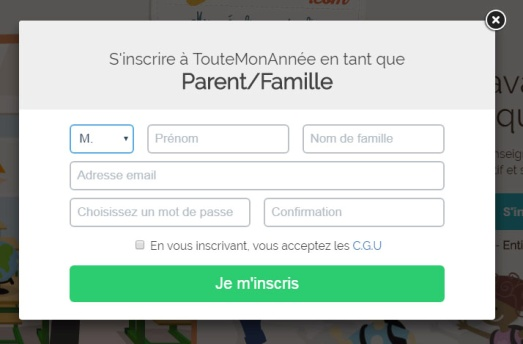 .com
S'inscrire à TouteMonAnnée en tant que
Parent/Famille
M.
Prénom
Nom de famille
Adresse email
Choisissez un mot de passe
Confirmation
En vous inscrivant, vous acceptez les C.G.U
Je m'inscris